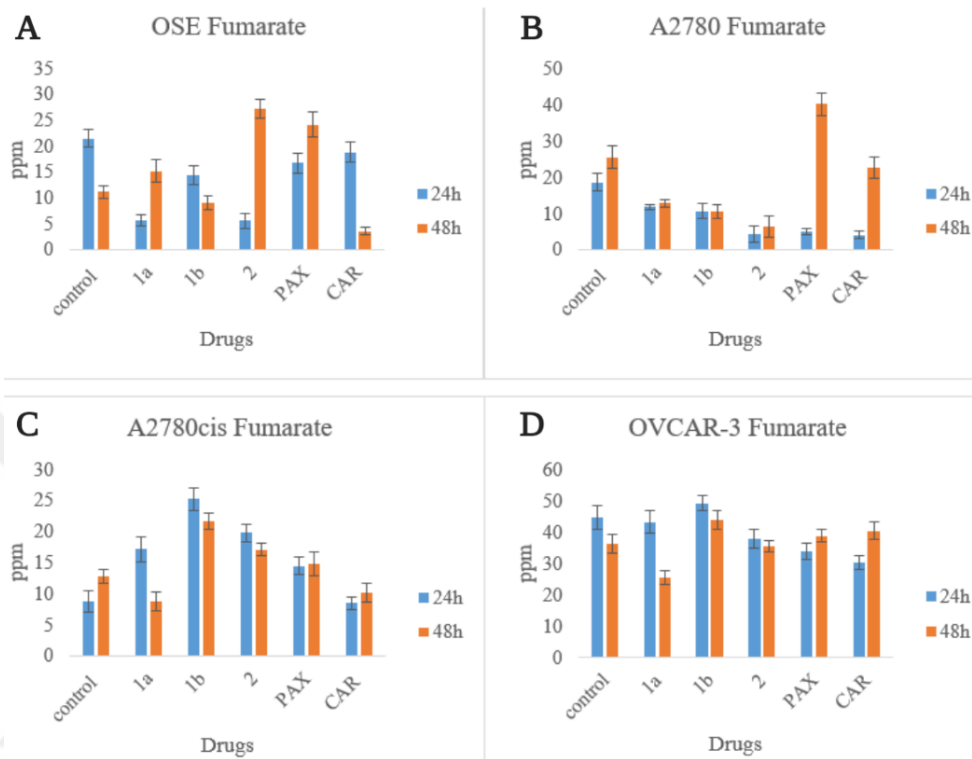 A
OSE Fumarate
35
30
25
20
15
10
5
0
ppm
control
1a
1b
2
PAX
CAR
Drugs
24h
48h
B
A2780 Fumarate
50
40
30
20
10
0
ppm
control
1a
1b
2
PAX
CAR
Drugs
24h
48h
C
A2780cis Fumarate
30
25
20
15
10
5
0
ppm
control
1a
1b
2
PAX
CAR
Drugs
24h
48h
D
OVCAR-3 Fumarate
60
50
40
30
20
10
0
ppm
control
1a
1b
2
PAX
CAR
Drugs
24h
48h